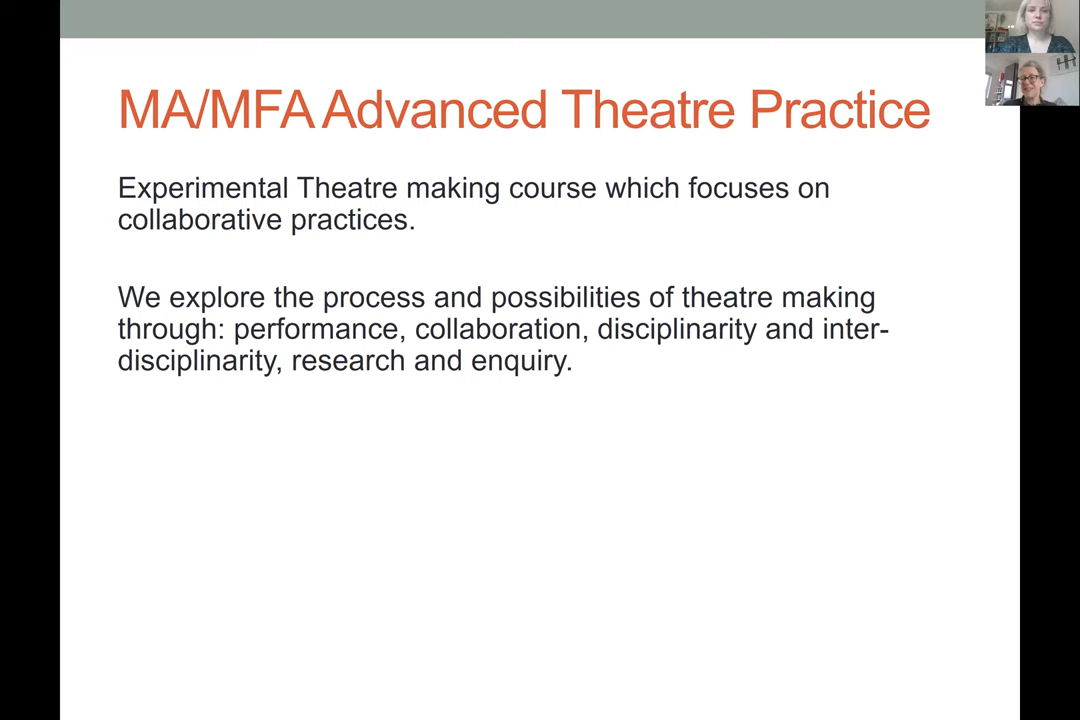 MA/MFA Advanced Theatre Practice
Experimental Theatre making course which focuses on
collaborative practices.
We explore the process and possibilities of theatre making
through: performance, collaboration, disciplinarity and inter-
disciplinarity, research and enquiry.